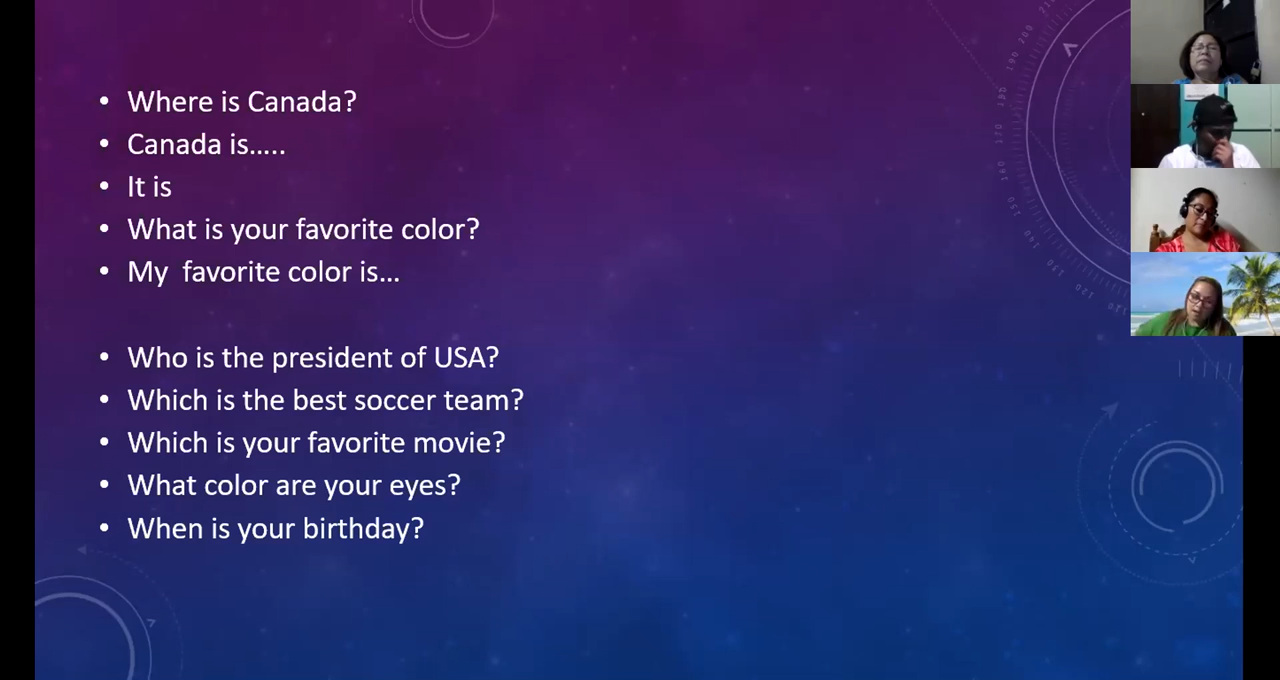 • Where is Canada?
• Canada is.....
• It is
• What is your favorite color?
• My  favorite color is...
• Who is the president of USA?
• Which is the best soccer team?
• Which is your favorite movie?
• What color are your eyes?
• When is your birthday?